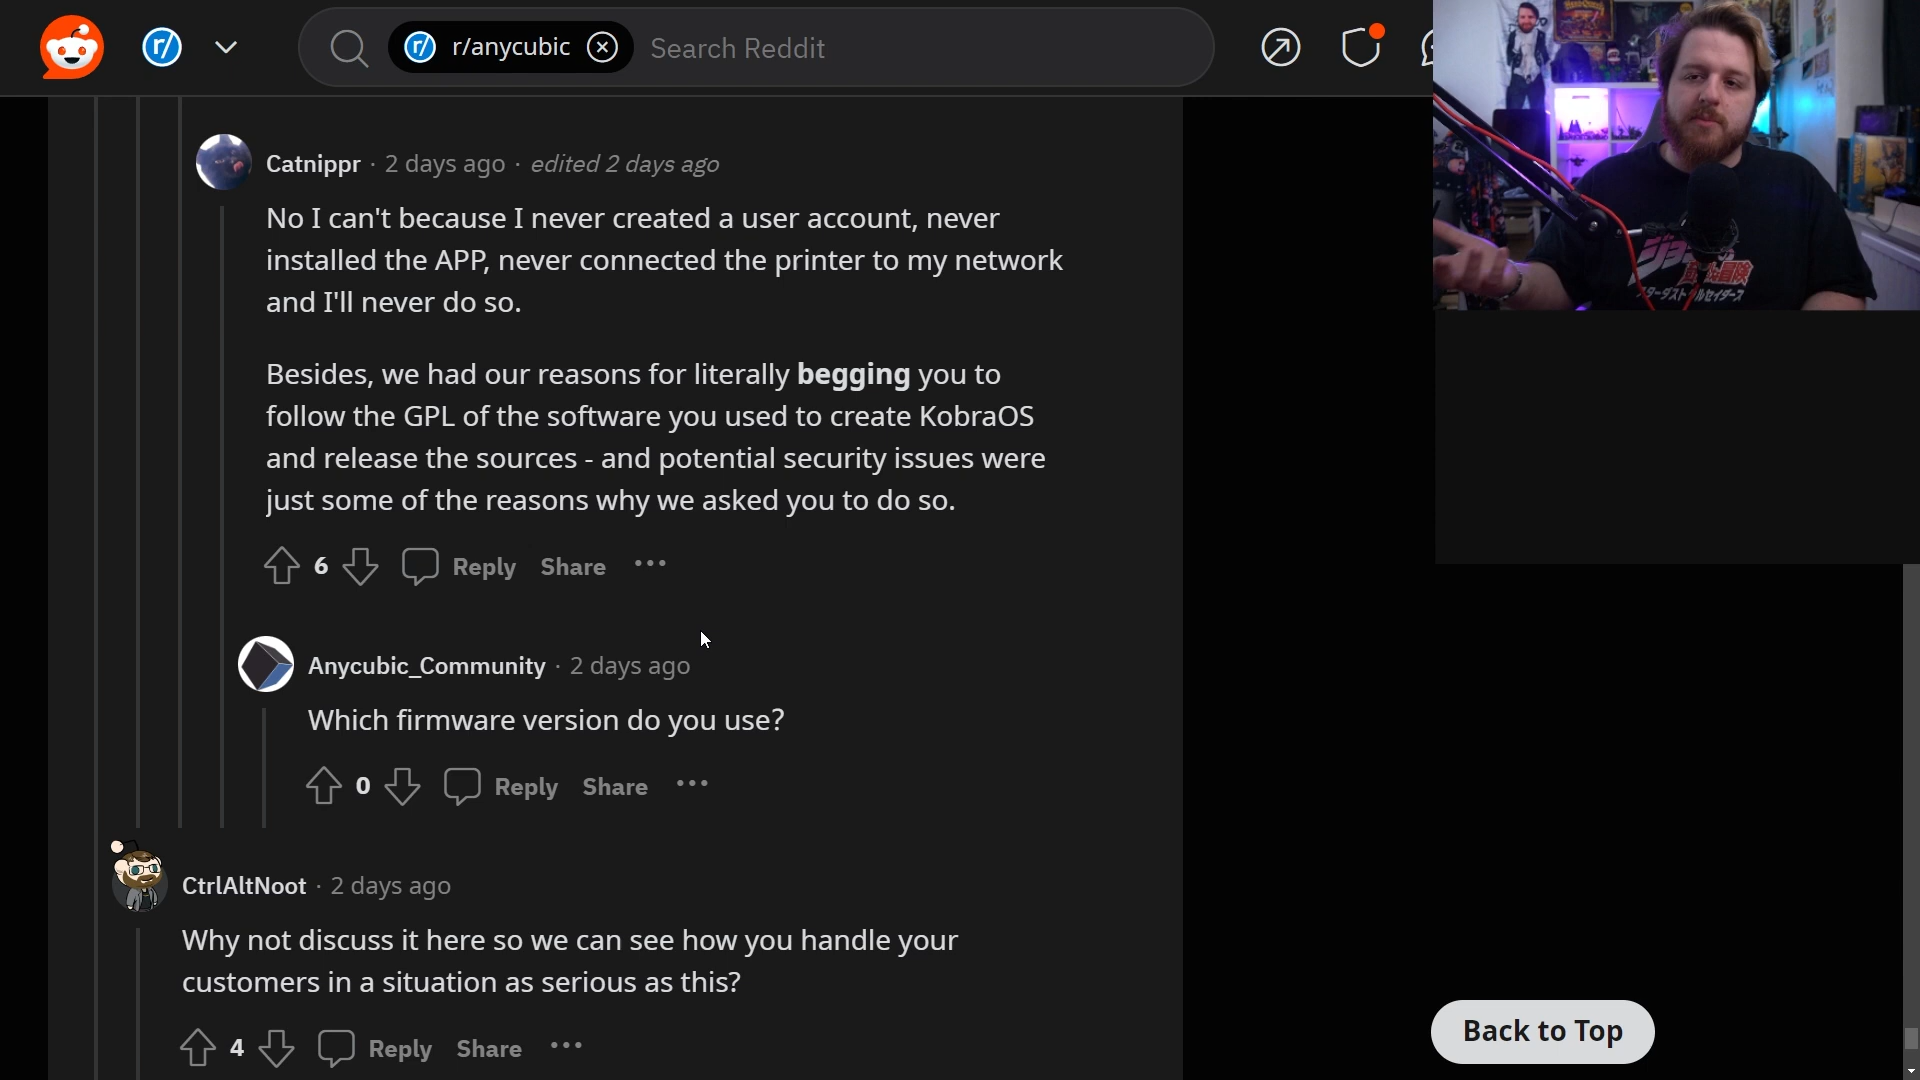 r/anycubic Search Reddit
Catnippr · 2 days ago · edited 2 days ago
No I can't because I never created a user account, never
installed the APP, never connected the printer to my network
and I'll never do so.
Besides, we had our reasons for literally begging you to
follow the GPL of the software you used to create KobraOS
and release the sources - and potential security issues were
just some of the reasons why we asked you to do so.
6 Reply Share ···
Anycubic_Community · 2 days ago
Which firmware version do you use?
0 Reply Share ···
CtrlAltNoot · 2 days ago
Why not discuss it here so we can see how you handle your
customers in a situation as serious as this?
4 Reply Share ···
Back to Top